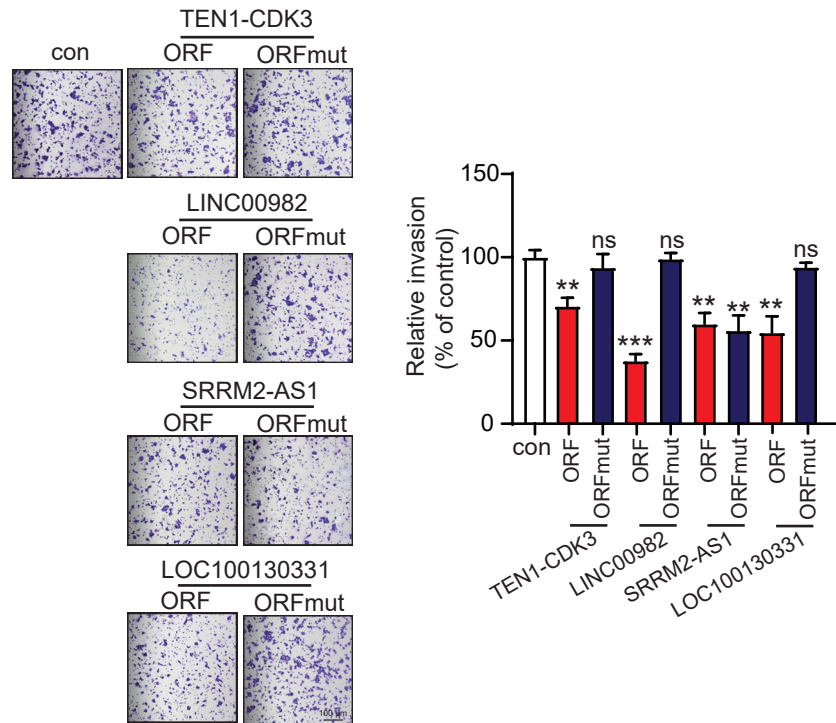 TEN1-CDK3
con
ORF
ORFmut
LINC00982
ORF
ORFmut
SRRM2-AS1
ORF
ORFmut
LOC100130331
ORF
ORFmut
100 μm
Relative invasion
(% of control)
150
100
50
0
**
ns
***
ns
**
**
**
ns
con
ORF
ORFmut
ORF
ORFmut
ORF
ORFmut
ORF
ORFmut
TEN1-CDK3
LINC00982
SRRM2-AS1
LOC100130331